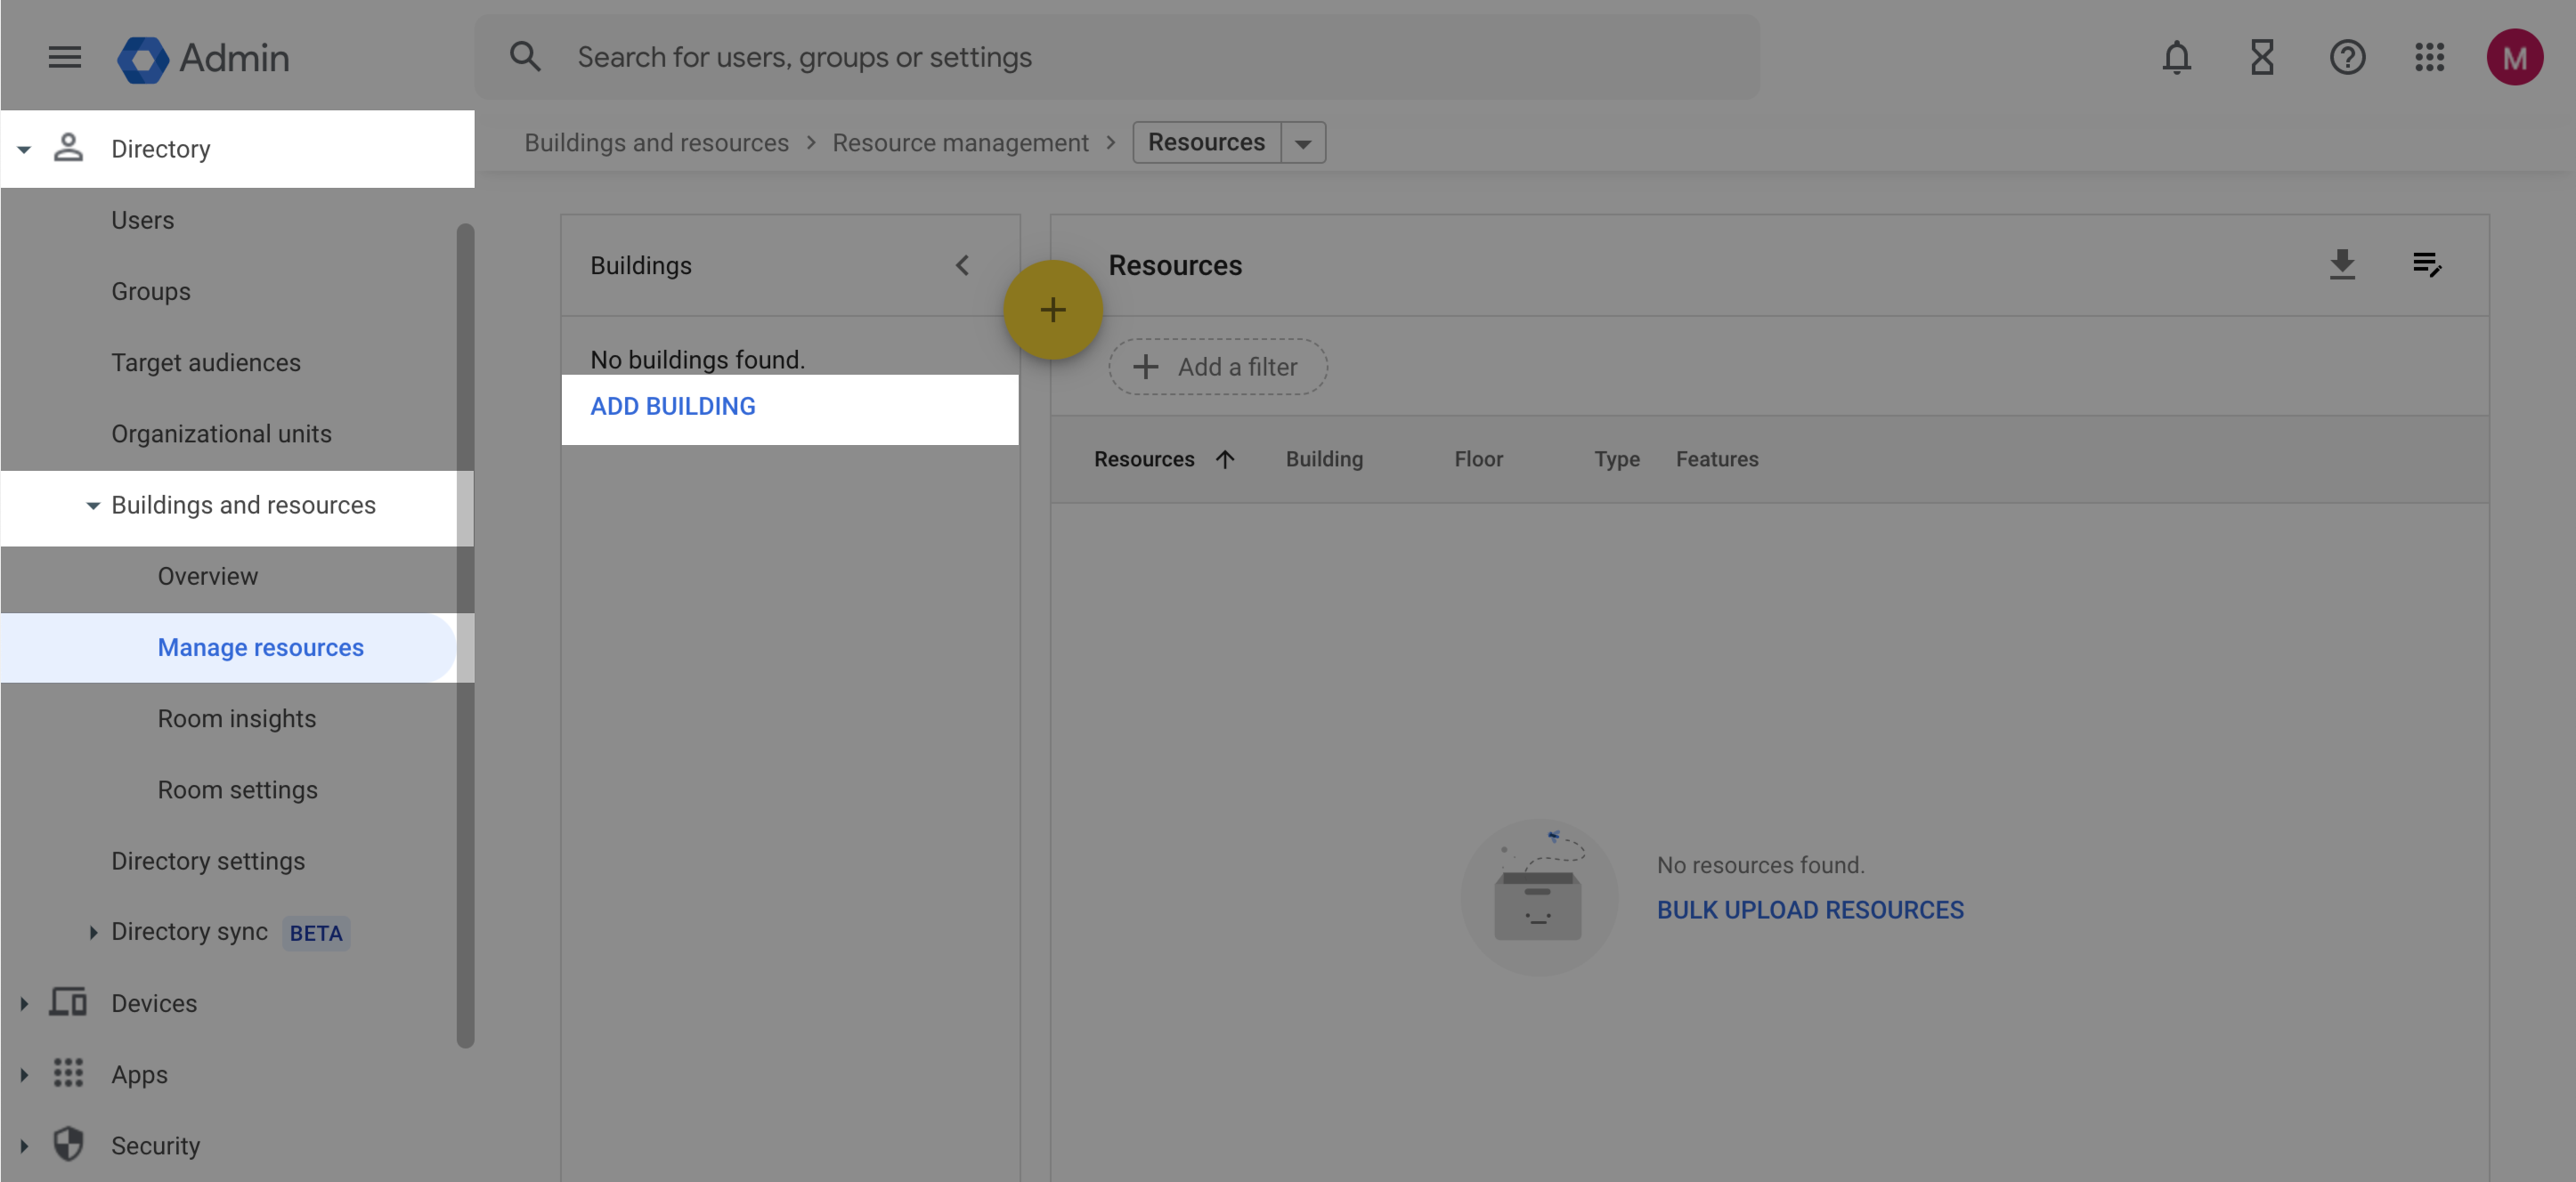 Admin
Search for users, groups or settings
M
Directory
Buildings and resources
Resource management
Resources
Users
Groups
Target audiences
Organizational units
Buildings and resources
Overview
Manage resources
Room insights
Room settings
Directory settings
Directory sync BETA
Devices
Apps
Security
Buildings
No buildings found.
ADD BUILDING
Resources
Add a filter
Resources Building Floor Type Features
No resources found.
BULK UPLOAD RESOURCES